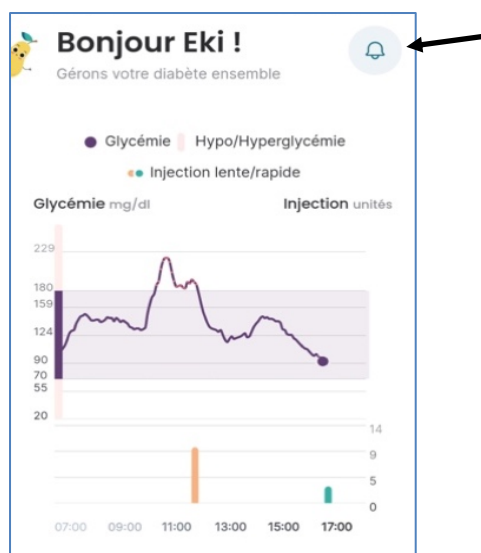 Bonjour Eki !
Gérons votre diabète ensemble
Glycémie Hypo/Hyperglycémie
Injection lente/rapide
Glycémie mg/dl Injection unités
229
180
159
124
90
70
55
20
14
9
5
0
07:00 09:00 11:00 13:00 15:00 17:00